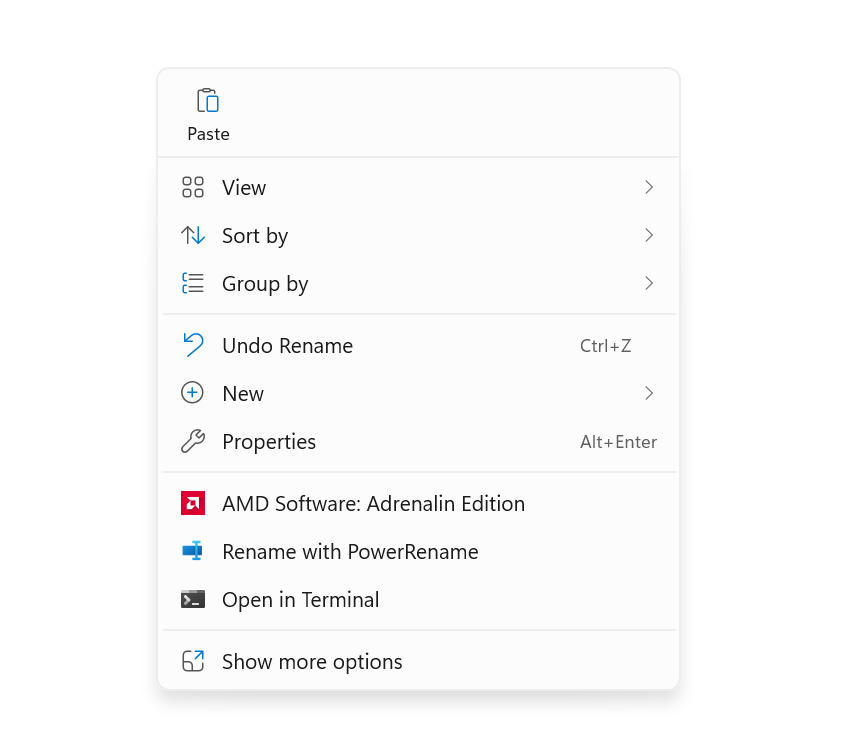 Paste
View
Sort by
Group by
Undo Rename Ctrl+Z
New
Properties Alt+Enter
AMD Software: Adrenalin Edition
Rename with PowerRename
Open in Terminal
Show more options